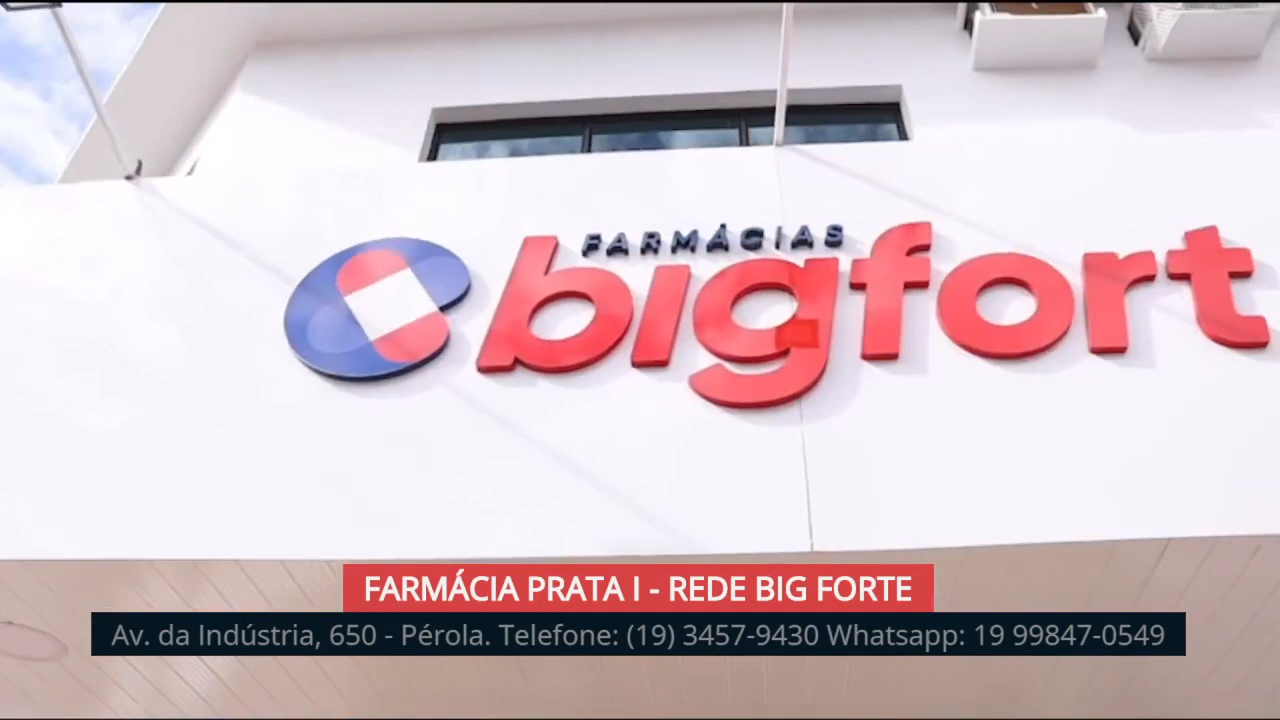 FARMÁCIAS
bigfort
FARMÁCIA PRATA I - REDE BIG FORTE
Av. da Indústria, 650 - Pérola. Telefone: (19) 3457-9430 Whatsapp: 19 99847-0549